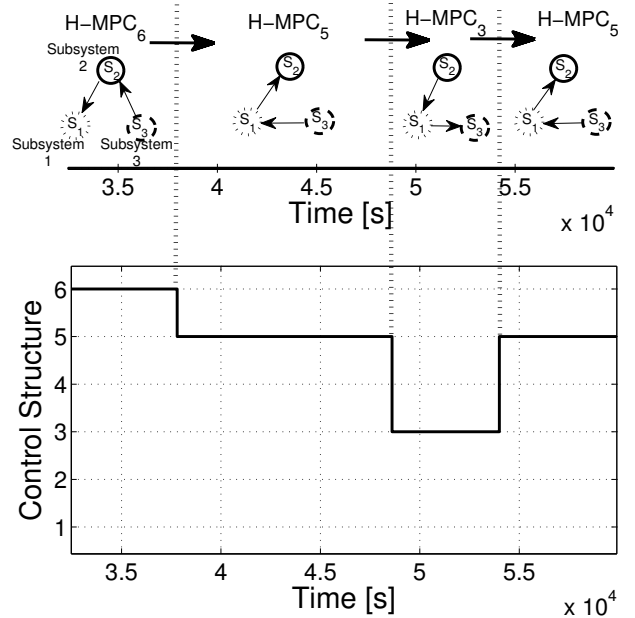 H−MPC6 H−MPC5 H−MPC3 H−MPC5
Subsystem
2
S2 S2 S2 S2
S1 S3 S1 S3 S1 S3 S1 S3
Subsystem Subsystem
1 3
3.5 4 4.5 5 5.5
Time [s]
x 10^4
6
5
4
3
2
1
Control Structure
3.5 4 4.5 5 5.5
Time [s]
x 10^4